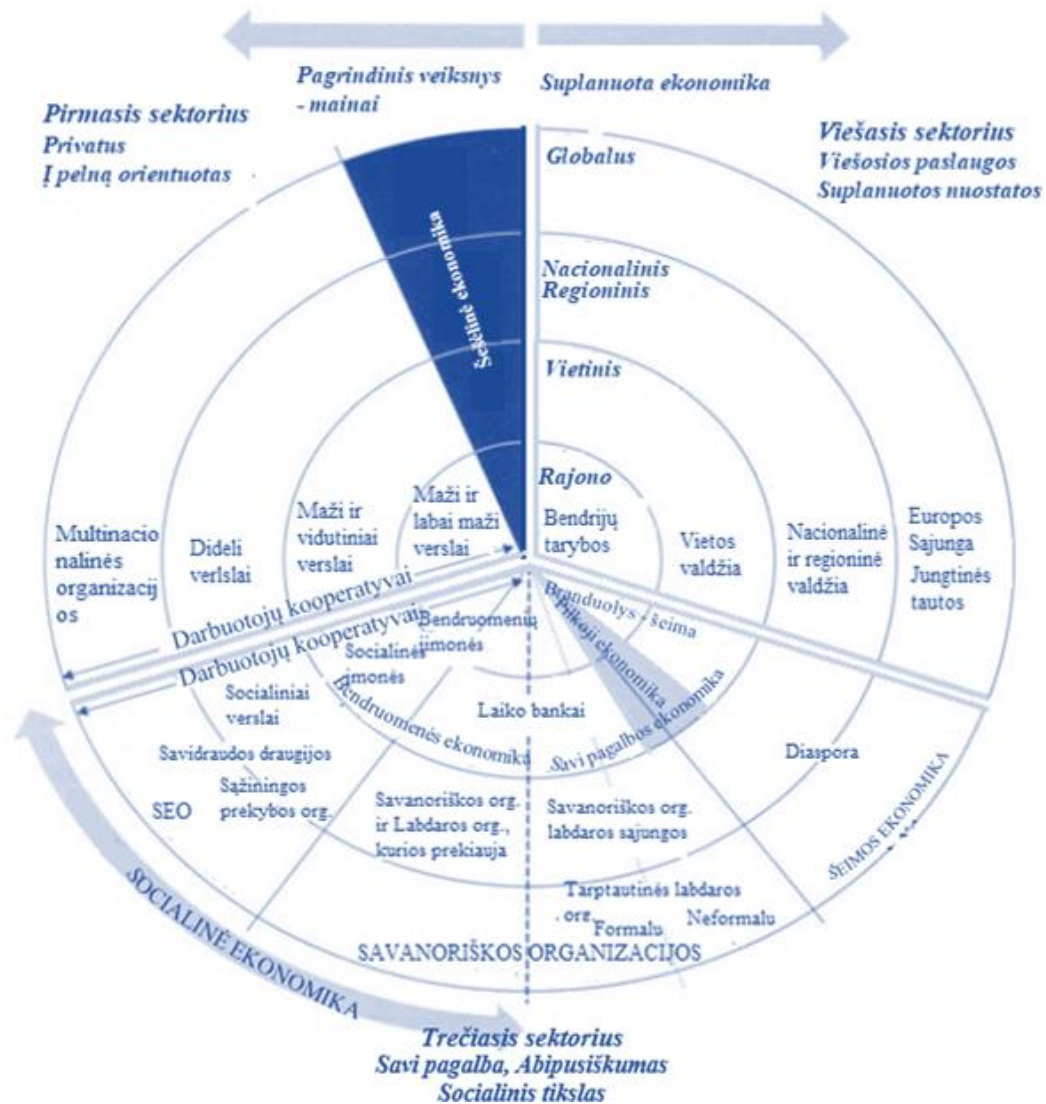 Pagrindinis veiksnys
- mainai
Suplanuota ekonomika
Pirmasis sektorius
Privatus
Į pelną orientuotas
Viešasis sektorius
Viešosios paslaugos
Suplanuotos nuostatos
Globalus
Nacionalinis
Regioninis
Vietinis
Rajono
Šešėlinė ekonomika
Multinacio
nalinės
organizacij
os
Dideli
verlslai
Maži ir
vidutiniai
verslai
Maži ir
labai maži
verslai
Bendrijų
tarybos
Vietos
valdžia
Nacionalinė
ir regioninė
valdžia
Europos
Sąjunga
Jungtinės
tautos
Darbuotojų kooperatyvai
Darbuotojų kooperatyvai
Bendruomenių
įmonės
Socialinės
įmonės
Branduolys - šeima
Pilkoji ekonomika
Savi pagalbos ekonomika
Bendruomenės ekonomika
Laiko bankai
Socialiniai
verslai
Savidraudos draugijos
SEO
Sąžiningos
prekybos org.
Savanoriškos org.
ir Labdaros org.,
kurios prekiauja
Savanoriškos org.
labdaros sąjungos
Diaspora
ŠEIMOS EKONOMIKA
Tarptautinės labdaros
org.
Formalu
Neformalu
SAVANORIŠKOS ORGANIZACIJOS
SOCIALINĖ EKONOMIKA
Trečiasis sektorius
Savi pagalba, Abipusiškumas
Socialinis tikslas